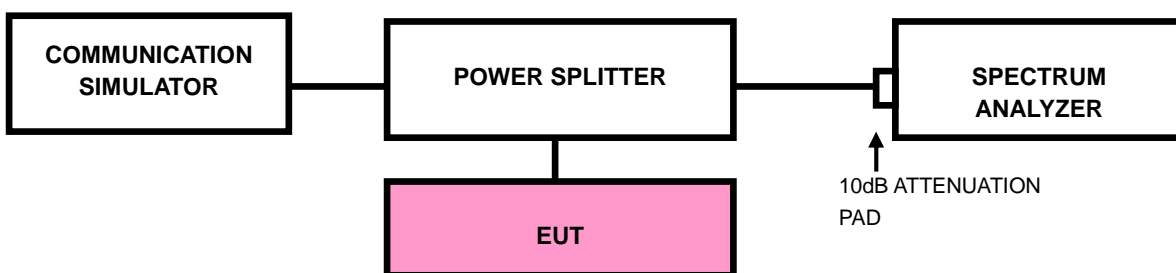 COMMUNICATION
SIMULATOR
POWER SPLITTER
SPECTRUM
ANALYZER
10dB ATTENUATION
PAD
EUT